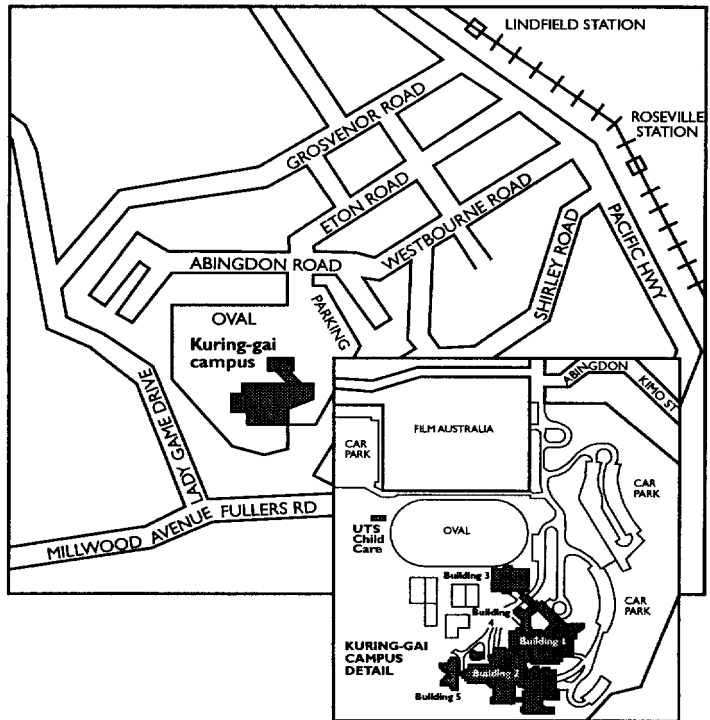 LINDFIELD STATION
ROSEVILLE
STATION
GROSVENOR ROAD
ETON ROAD
WESTBOURNE ROAD
ABINGDON ROAD
SHIRLEY ROAD
PACIFIC HWY
OVAL
PARKING
Kuring-gai
campus
LADY GAME DRIVE
MILLWOOD AVENUE FULLERS RD
ABINGDON
KIMO ST
FILM AUSTRALIA
CAR
PARK
CAR
PARK
UTS
Child
Care
OVAL
Building 3
CAR
PARK
Building
4
Building 1
KURING-GAI
CAMPUS
DETAIL
Building 2
Building 5